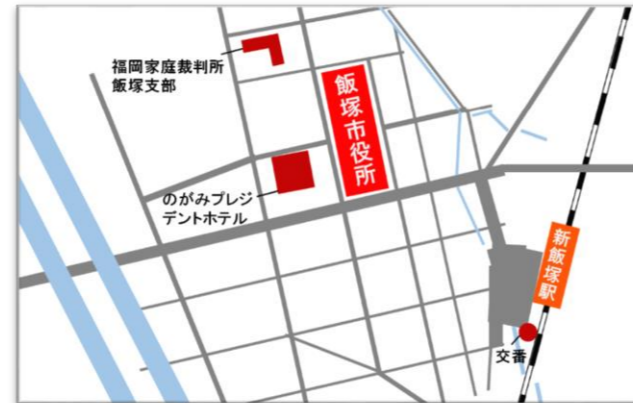 福岡家庭裁判所
飯塚支部
飯塚市役所
のがみプレジ
デントホテル
新飯塚駅
交番